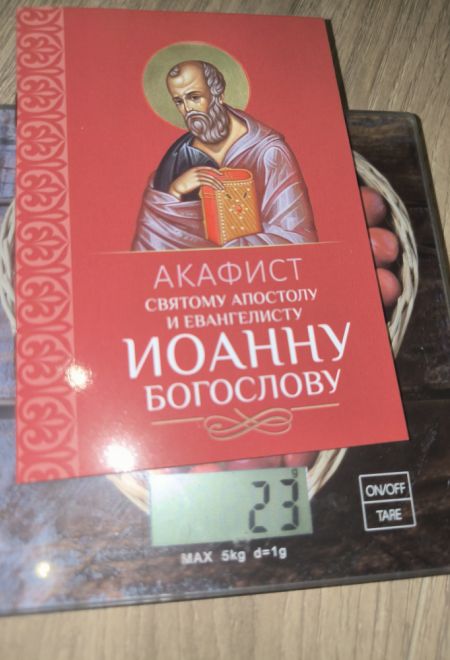 АКАФИСТ
СВЯТОМУ АПОСТОЛУ
И ЕВАНГЕЛИСТУ
ИОАННУ
БОГОСЛОВУ
g
23
ON/OFF
TARE
MAX 5kg d=1g